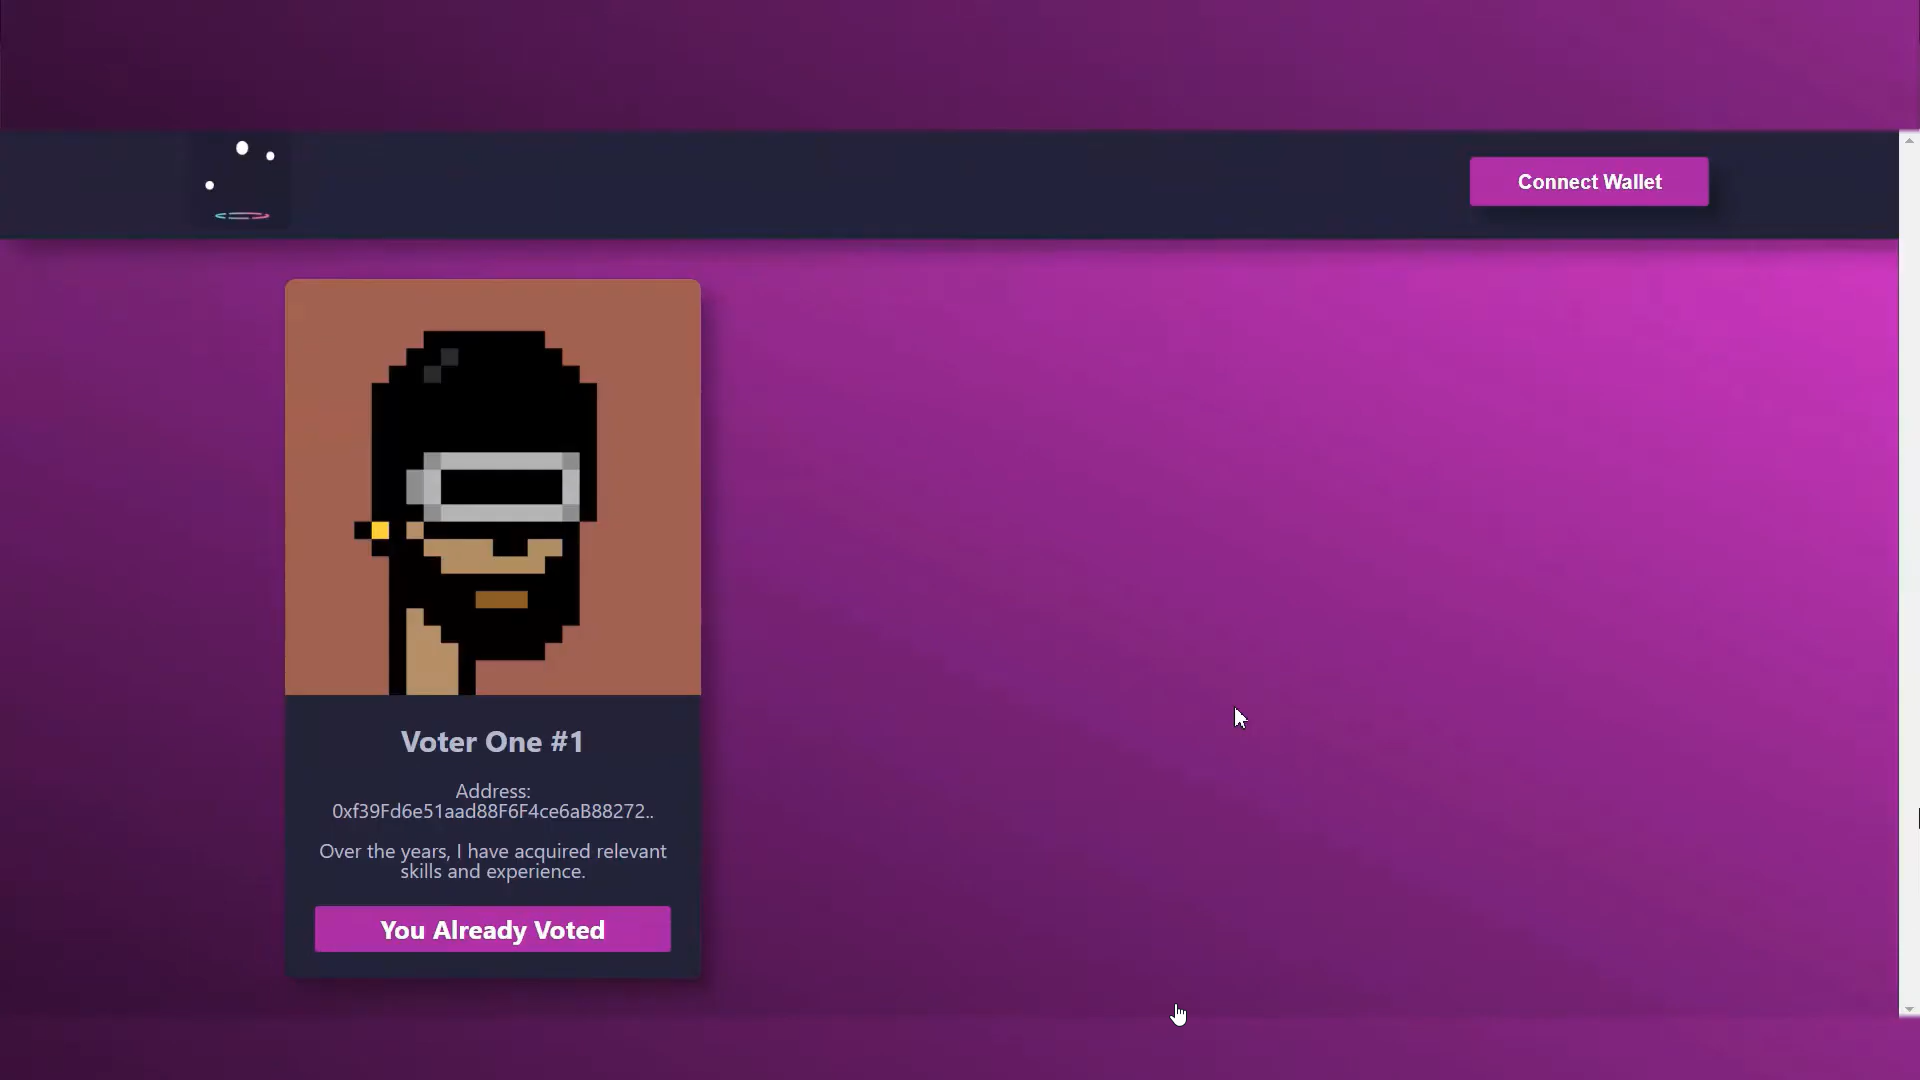 Connect Wallet
Voter One #1
Address:
0xf39Fd6e51aad88F6F4ce6aB88272..
Over the years, I have acquired relevant
skills and experience.
You Already Voted